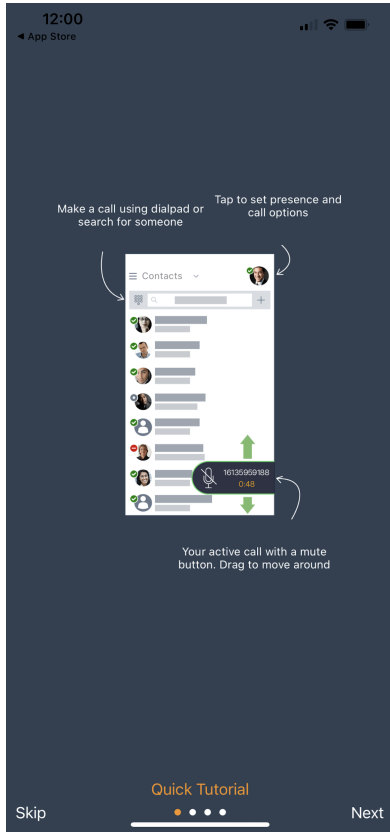 12:00
◀ App Store
Make a call using dialpad or
search for someone
Tap to set presence and
call options
Contacts
16135959188
0:48
Your active call with a mute
button. Drag to move around
Quick Tutorial
Skip
Next